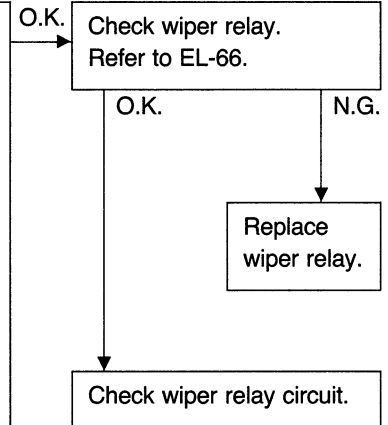 O.K.
Check wiper relay.
Refer to EL-66.
O.K.
N.G.
Replace
wiper relay.
Check wiper relay circuit.